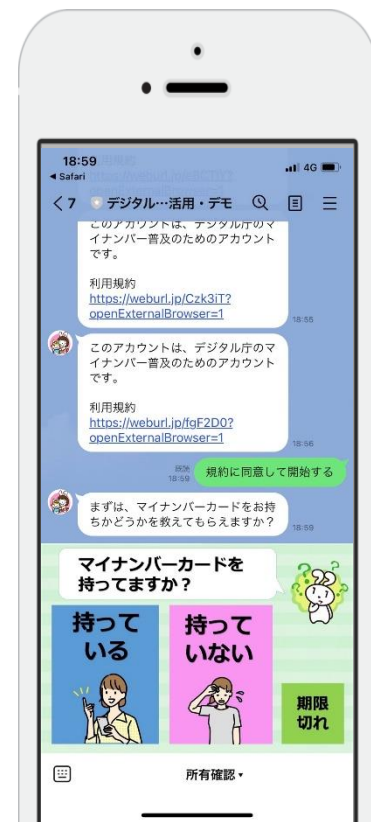 18:59
◀ Safari
4G
7
デジタル…活用・デモ
このアカウントは、デジタル庁のマ
イナンバー普及のためのアカウント
です。
利用規約
https://weburl.jp/Czk3iT?
openExternalBrowser=1
18:55
このアカウントは、デジタル庁のマ
イナンバー普及のためのアカウント
です。
利用規約
https://weburl.jp/fgF2D0?
openExternalBrowser=1
18:56
既読
18:59
規約に同意して開始する
まずは、マイナンバーカードをお持
ちかどうかを教えてもらえますか？
18:59
マイナンバーカードを
持ってますか？
持って
いる
持って
いない
期限
切れ
所有確認▾